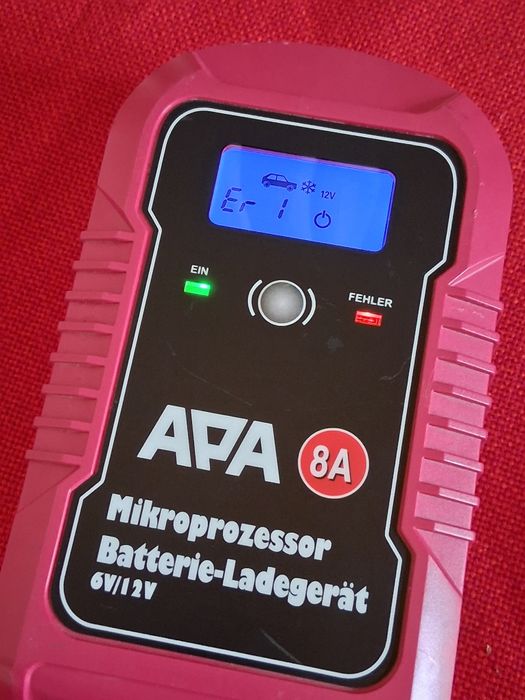 12V
Er 1
EIN
FEHLER
APA
8A
Mikroprozessor
Batterie-Ladegerät
6V/12V